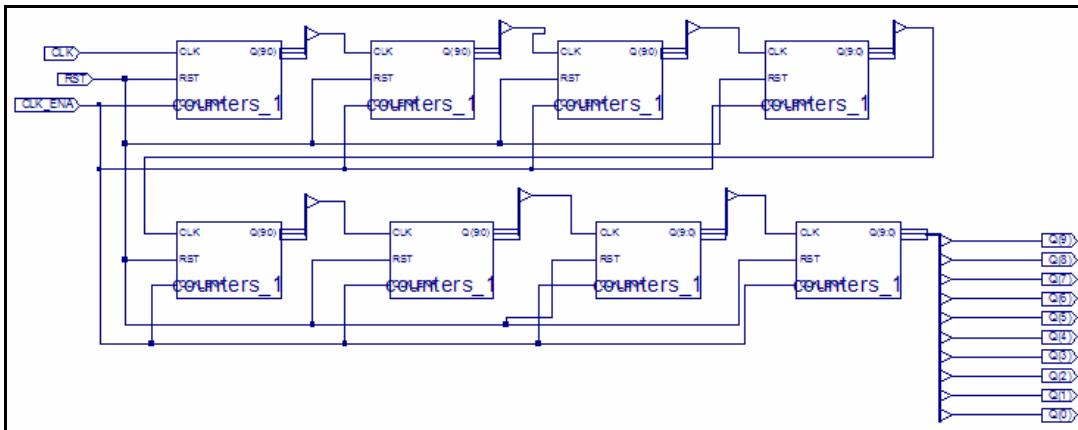 CLK Q(9:0) CLK Q(9:0) CLK Q(9:0) CLK Q(9:0)
CLK
RST RST RST RST
RST
CLK_ENA
counters_1 counters_1 counters_1 counters_1
CLK Q(9:0) CLK Q(9:0) CLK Q(9:0) CLK Q(9:0)
Q(9)
RST RST RST RST
Q(8)
Q(7)
counters_1 counters_1 counters_1 counters_1
Q(6)
Q(5)
Q(4)
Q(3)
Q(2)
Q(1)
Q(0)